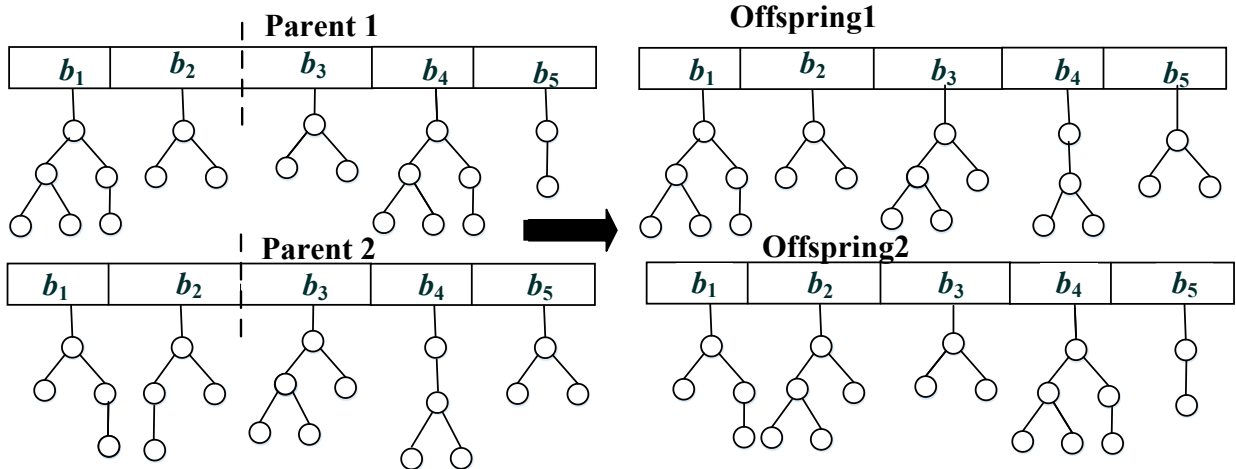 Parent 1
b1 b2 b3 b4 b5
Offspring1
b1 b2 b3 b4 b5
Parent 2
b1 b2 b3 b4 b5
Offspring2
b1 b2 b3 b4 b5